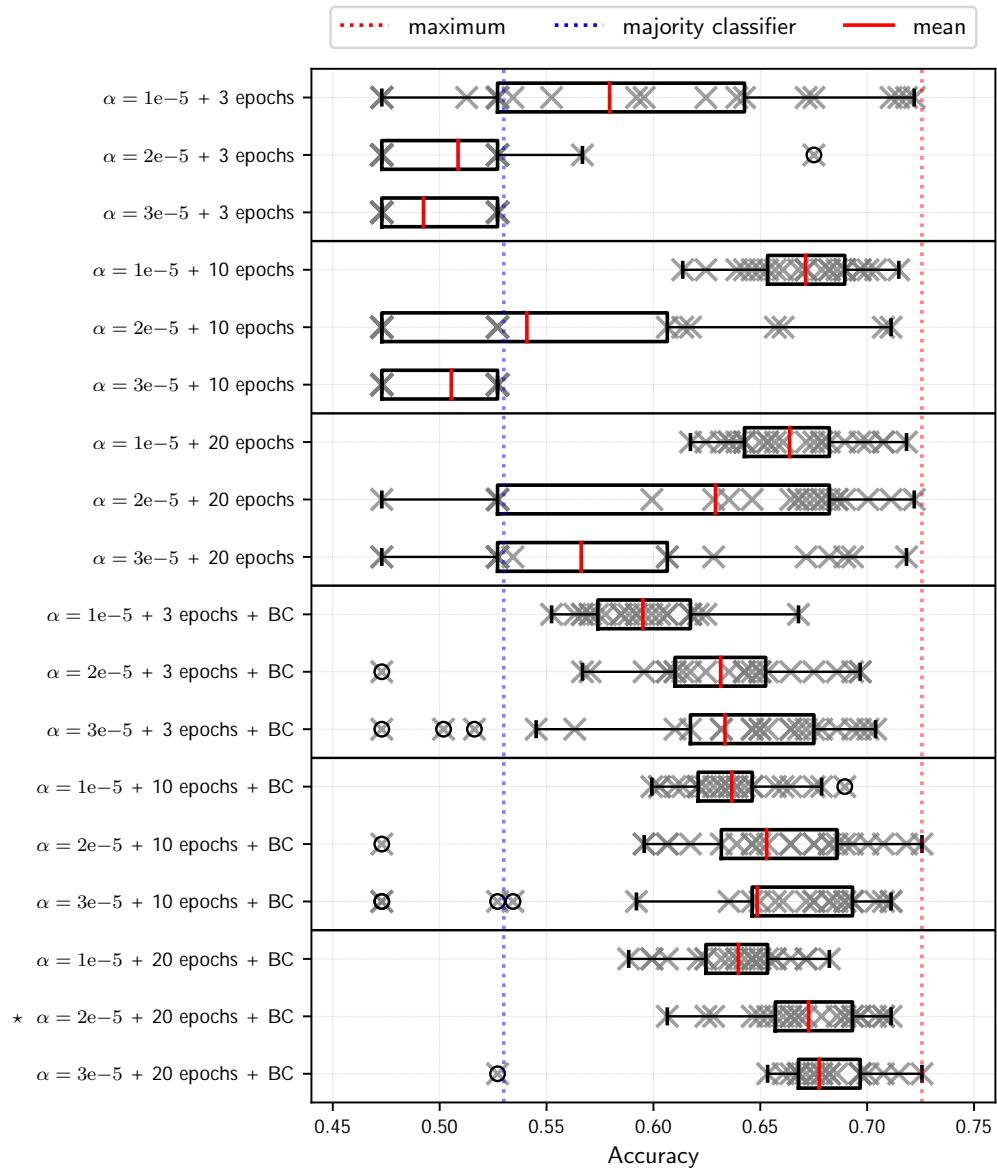 maximum majority classifier mean
α = 1e−5 + 3 epochs
α = 2e−5 + 3 epochs
α = 3e−5 + 3 epochs
α = 1e−5 + 10 epochs
α = 2e−5 + 10 epochs
α = 3e−5 + 10 epochs
α = 1e−5 + 20 epochs
α = 2e−5 + 20 epochs
α = 3e−5 + 20 epochs
α = 1e−5 + 3 epochs + BC
α = 2e−5 + 3 epochs + BC
α = 3e−5 + 3 epochs + BC
α = 1e−5 + 10 epochs + BC
α = 2e−5 + 10 epochs + BC
α = 3e−5 + 10 epochs + BC
α = 1e−5 + 20 epochs + BC
⋆ α = 2e−5 + 20 epochs + BC
α = 3e−5 + 20 epochs + BC
0.45 0.50 0.55 0.60 0.65 0.70 0.75
Accuracy